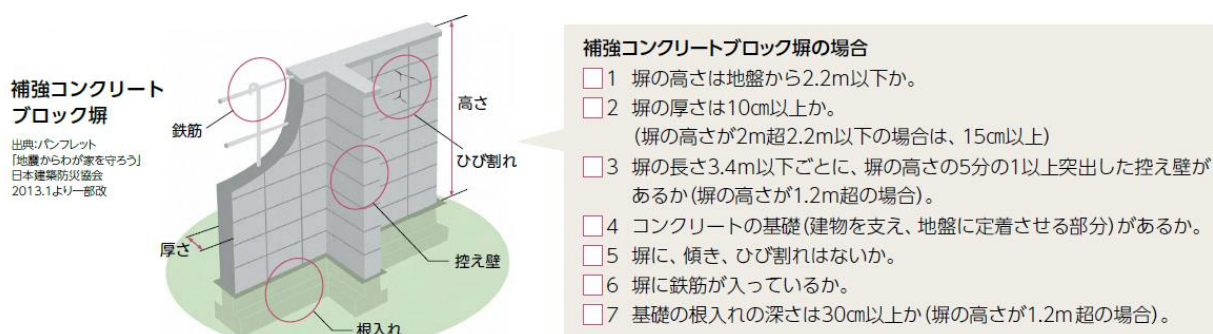 補強コンクリート
ブロック塀
出典:パンフレット
「地震からわが家を守ろう」
日本建築防災協会
2013.1より一部改
鉄筋
高さ
ひび割れ
厚さ
控え壁
根入れ
補強コンクリートブロック塀の場合
□1 塀の高さは地盤から2.2m以下か。
□2 塀の厚さは10㎝以上か。
(塀の高さが2m超2.2m以下の場合は、15㎝以上)
□3 塀の長さ3.4m以下ごとに、塀の高さの5分の1以上突出した控え壁が
あるか(塀の高さが1.2m超の場合)。
□4 コンクリートの基礎(建物を支え、地盤に定着させる部分)があるか。
□5 塀に、傾き、ひび割れはないか。
□6 塀に鉄筋が入っているか。
□7 基礎の根入れの深さは30㎝以上か(塀の高さが1.2m超の場合)。